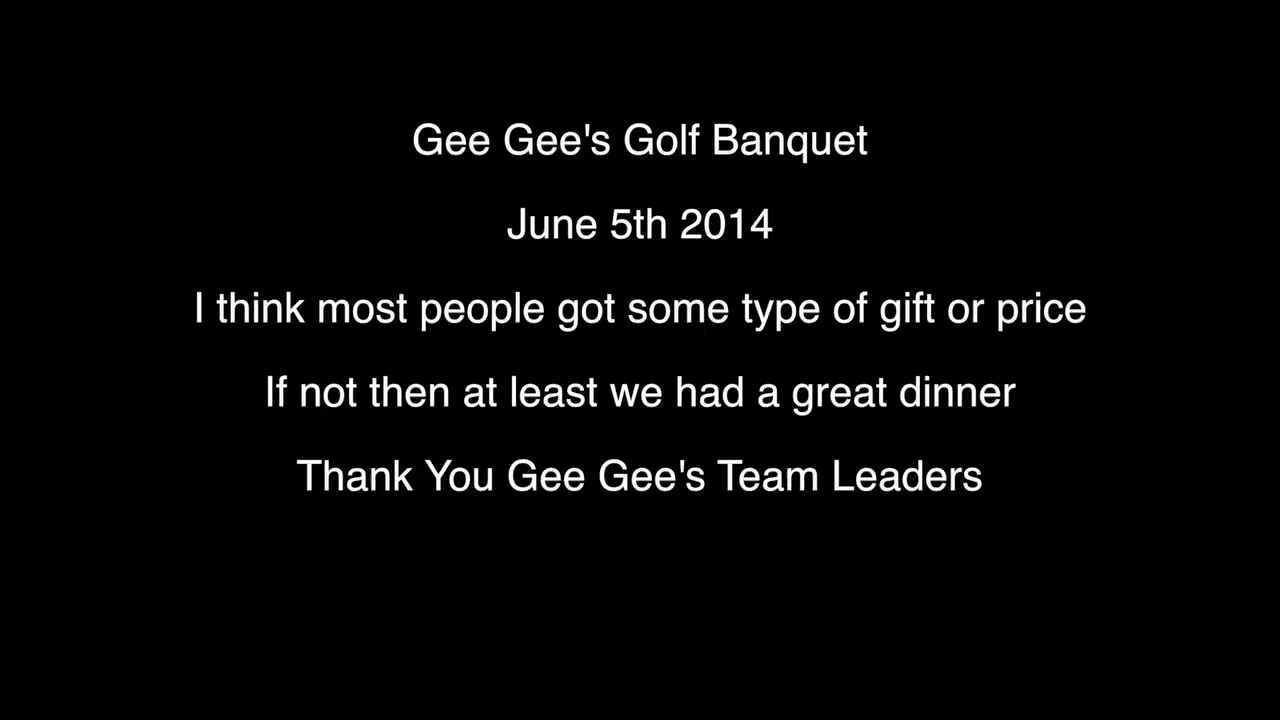 Gee Gee's Golf Banquet
June 5th 2014
I think most people got some type of gift or price
If not then at least we had a great dinner
Thank You Gee Gee's Team Leaders